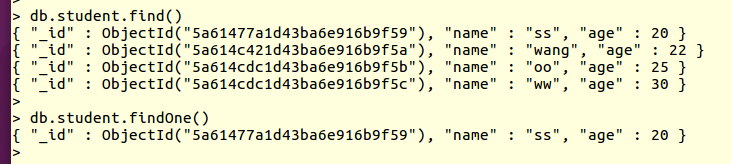 > db.student.find()
{ "_id" : ObjectId("5a61477a1d43ba6e916b9f59"), "name" : "ss", "age" : 20 }
{ "_id" : ObjectId("5a614c421d43ba6e916b9f5a"), "name" : "wang", "age" : 22 }
{ "_id" : ObjectId("5a614cdc1d43ba6e916b9f5b"), "name" : "oo", "age" : 25 }
{ "_id" : ObjectId("5a614cdc1d43ba6e916b9f5c"), "name" : "ww", "age" : 30 }
>
> db.student.findOne()
{ "_id" : ObjectId("5a61477a1d43ba6e916b9f59"), "name" : "ss", "age" : 20 }
>